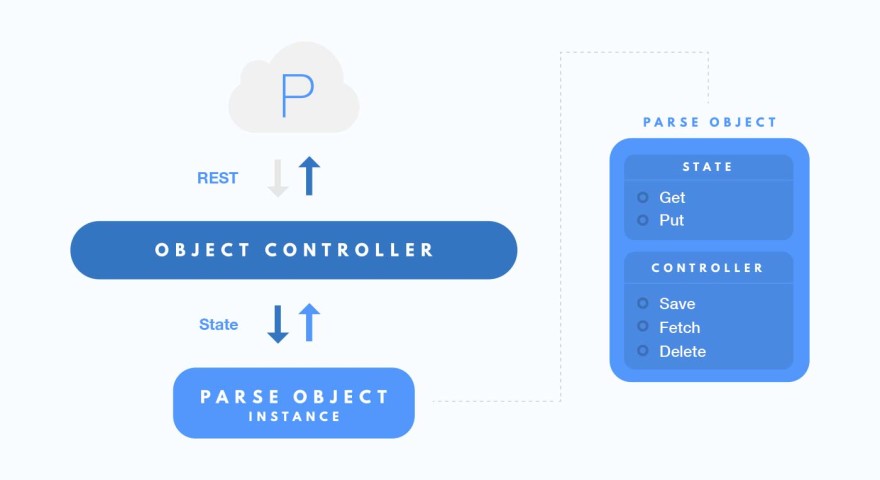 P
REST
OBJECT CONTROLLER
State
PARSE OBJECT
INSTANCE
PARSE OBJECT
STATE
Get
Put
CONTROLLER
Save
Fetch
Delete